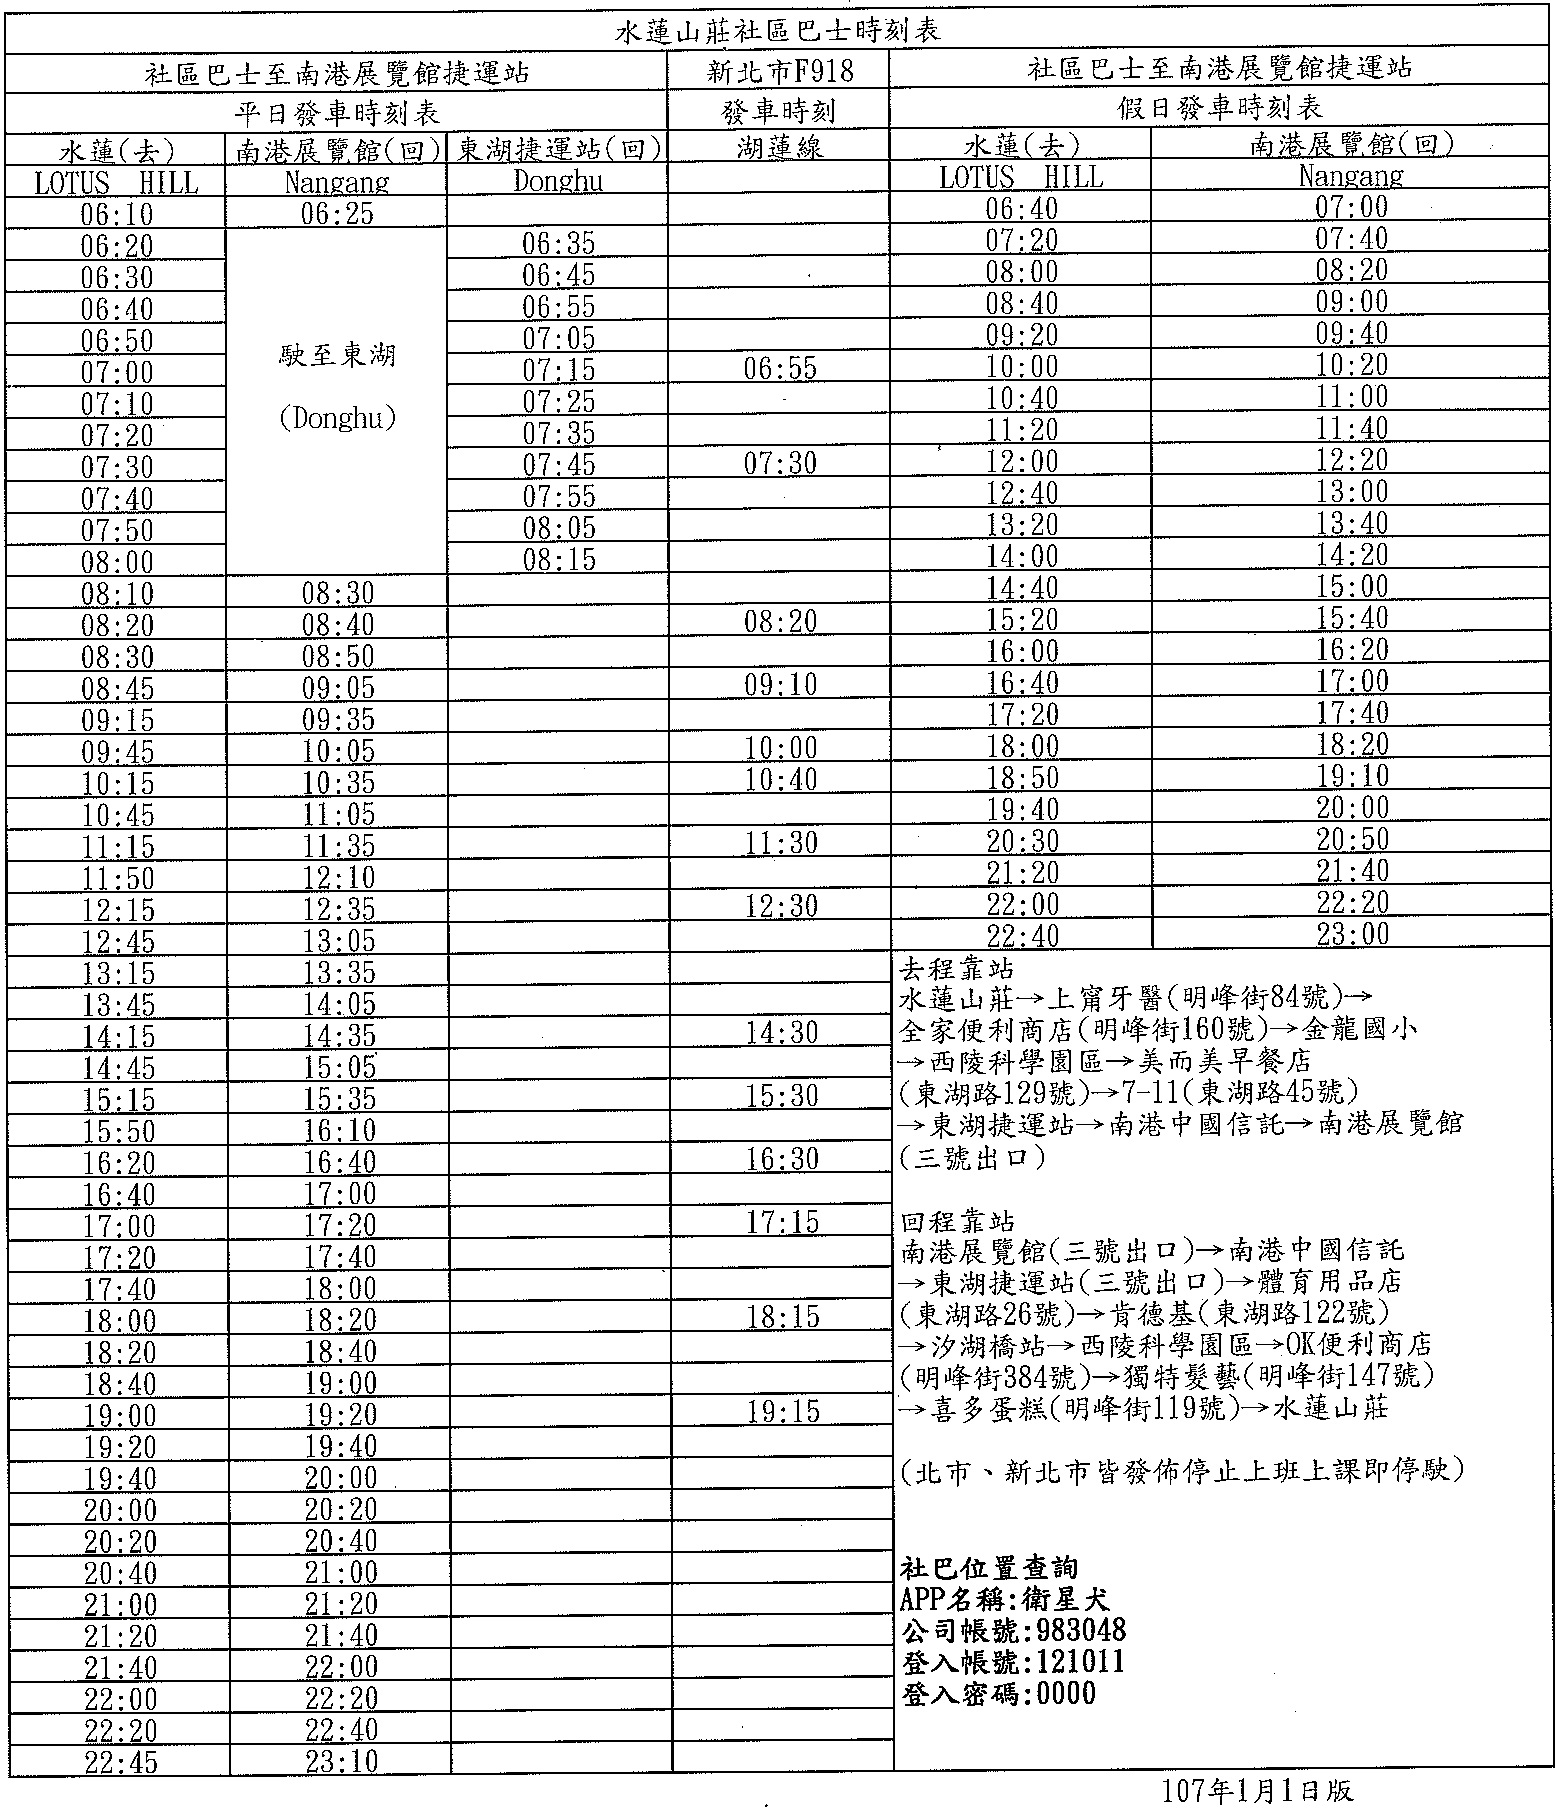 水蓮山莊社區巴士時刻表
社區巴士至南港展覽館捷運站 新北市F918 社區巴士至南港展覽館捷運站
平日發車時刻表 發車時刻 假日發車時刻表
水蓮(去) 南港展覽館(回) 東湖捷運站(回) 湖蓮線 水蓮(去) 南港展覽館(回)
LOTUS HILL Nangang Donghu LOTUS HILL Nangang
06:10 06:25 06:40 07:00
06:20 06:35 07:20 07:40
06:30 06:45 08:00 08:20
06:40 06:55 08:40 09:00
06:50 駛至東湖 07:05 09:20 09:40
07:00 07:15 06:55 10:00 10:20
07:10 (Donghu) 07:25 10:40 11:00
07:20 07:35 11:20 11:40
07:30 07:45 07:30 12:00 12:20
07:40 07:55 12:40 13:00
07:50 08:05 13:20 13:40
08:00 08:15 14:00 14:20
08:10 08:30 14:40 15:00
08:20 08:40 08:20 15:20 15:40
08:30 08:50 16:00 16:20
08:45 09:05 09:10 16:40 17:00
09:15 09:35 17:20 17:40
09:45 10:05 10:00 18:00 18:20
10:15 10:35 10:40 18:50 19:10
10:45 11:05 19:40 20:00
11:15 11:35 11:30 20:30 20:50
11:50 12:10 21:20 21:40
12:15 12:35 12:30 22:00 22:20
12:45 13:05 22:40 23:00
13:15 13:35
13:45 14:05
14:15 14:35 14:30
14:45 15:05
15:15 15:35 15:30
15:50 16:10
16:20 16:40 16:30
16:40 17:00
17:00 17:20 17:15
17:20 17:40
17:40 18:00
18:00 18:20 18:15
18:20 18:40
18:40 19:00
19:00 19:20 19:15
19:20 19:40
19:40 20:00
20:00 20:20
20:20 20:40
20:40 21:00
21:00 21:20
21:20 21:40
21:40 22:00
22:00 22:20
22:20 22:40
22:45 23:10
去程靠站
水蓮山莊→上甯牙醫(明峰街84號)→
全家便利商店(明峰街160號)→金龍國小
→西陵科學園區→美而美早餐店
(東湖路129號)→7-11(東湖路45號)
→東湖捷運站→南港中國信託→南港展覽館
(三號出口)
回程靠站
南港展覽館(三號出口)→南港中國信託
→東湖捷運站(三號出口)→體育用品店
(東湖路26號)→肯德基(東湖路122號)
→汐湖橋站→西陵科學園區→OK便利商店
(明峰街384號)→獨特髮藝(明峰街147號)
→喜多蛋糕(明峰街119號)→水蓮山莊
(北市、新北市皆發佈停止上班上課即停駛)
社巴位置查詢
APP名稱:衛星犬
公司帳號:983048
登入帳號:121011
登入密碼:0000
107年1月1日版